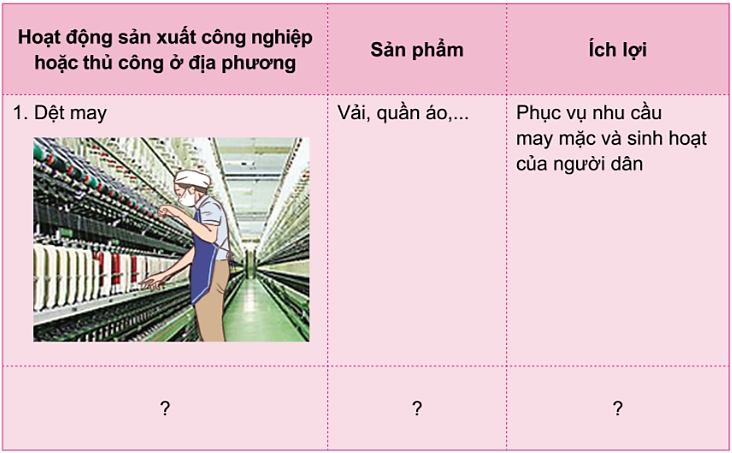 Hoạt động sản xuất công nghiệp
hoặc thủ công ở địa phương
Sản phẩm
Ích lợi
1. Dệt may
Vải, quần áo,...
Phục vụ nhu cầu
may mặc và sinh hoạt
của người dân
?
?
?